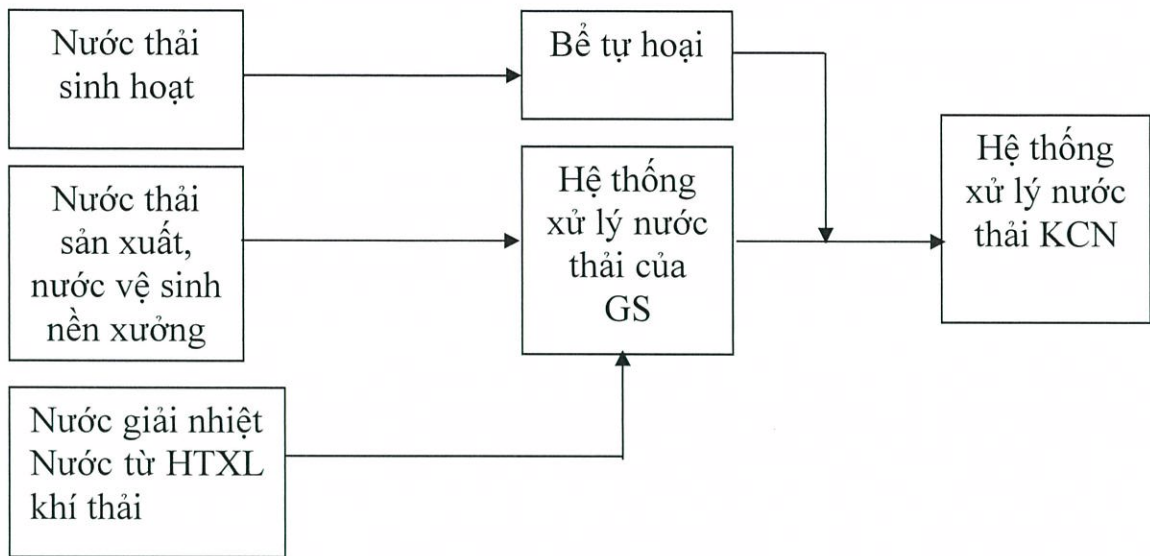 Nước thải
sinh hoạt
Bể tự hoại
Nước thải
sản xuất,
nước vệ sinh
nền xưởng
Hệ thống
xử lý nước
thải của
GS
Hệ thống
xử lý nước
thải KCN
Nước giải nhiệt
Nước từ HTXL
khí thải